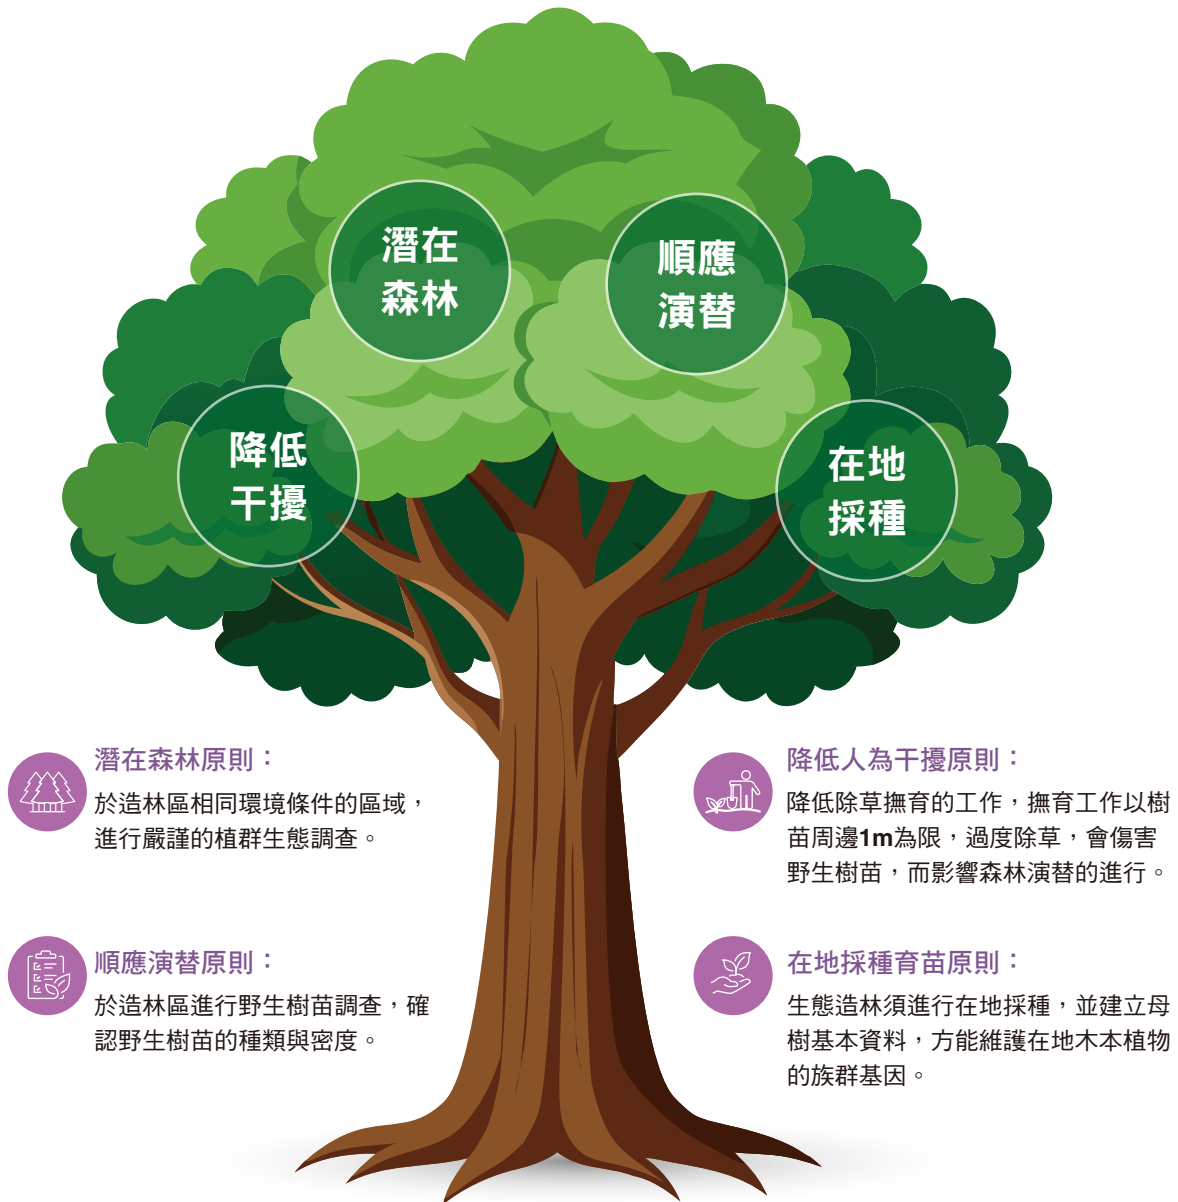 潛在
森林
順應
演替
降低
干擾
在地
採種
潛在森林原則：
於造林區相同環境條件的區域，
進行嚴謹的植群生態調查。
順應演替原則：
於造林區進行野生樹苗調查，確
認野生樹苗的種類與密度。
降低人為干擾原則：
降低除草撫育的工作，撫育工作以樹
苗周邊1m為限，過度除草，會傷害
野生樹苗，而影響森林演替的進行。
在地採種育苗原則：
生態造林須進行在地採種，並建立母
樹基本資料，方能維護在地木本植物
的族群基因。